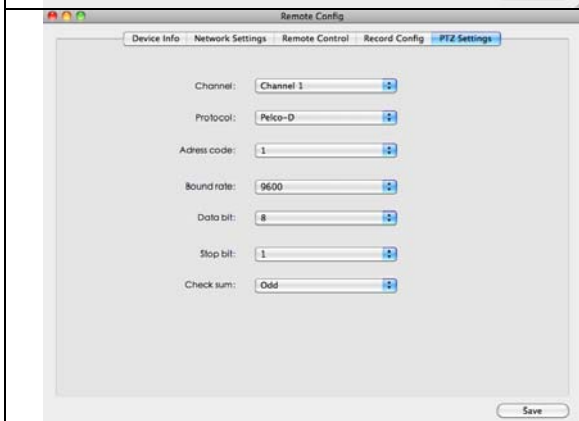 Remote Config
Device Info Network Settings Remote Control Record Config PTZ Settings
Channel: Channel 1
Protocol: Pelco-D
Adress code: 1
Bound rate: 9600
Data bit: 8
Stop bit: 1
Check sum: Odd
Save